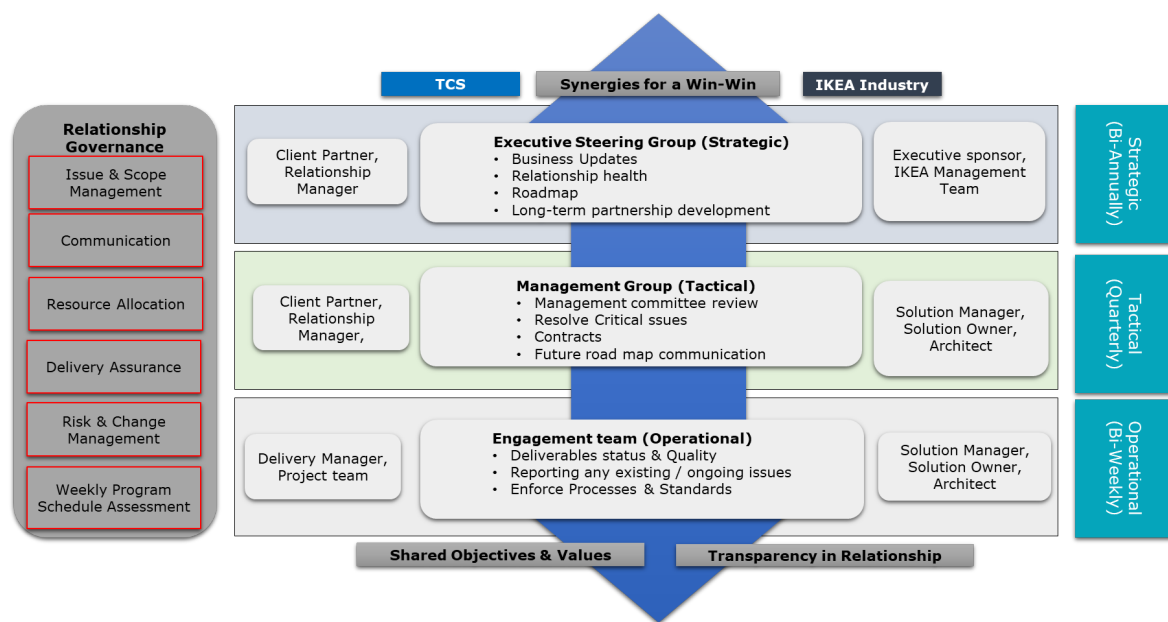 TCS
Synergies for a Win-Win
IKEA Industry
Relationship
Governance
Issue & Scope
Management
Communication
Resource Allocation
Delivery Assurance
Risk & Change
Management
Weekly Program
Schedule Assessment
Client Partner,
Relationship
Manager
Executive Steering Group (Strategic)
• Business Updates
• Relationship health
• Roadmap
• Long-term partnership development
Executive sponsor,
IKEA Management
Team
Strategic
(Bi-Annually)
Client Partner,
Relationship
Manager,
Management Group (Tactical)
• Management committee review
• Resolve Critical issues
• Contracts
• Future road map communication
Solution Manager,
Solution Owner,
Architect
Tactical
(Quarterly)
Delivery Manager,
Project team
Engagement team (Operational)
• Deliverables status & Quality
• Reporting any existing / ongoing issues
• Enforce Processes & Standards
Solution Manager,
Solution Owner,
Architect
Operational
(Bi-Weekly)
Shared Objectives & Values
Transparency in Relationship